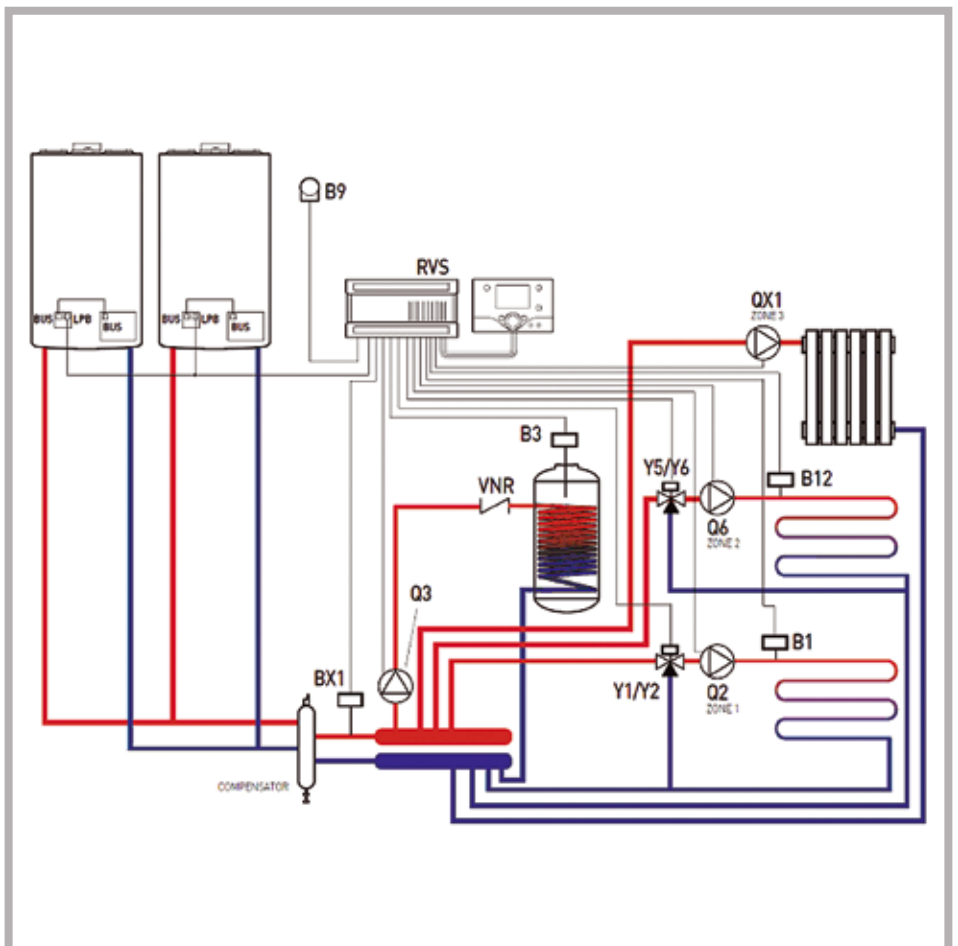 B9
RVS
BUS LPB
BUS
BUS LPB
BUS
QX1
ZONE 3
B3
VNR
Y5/Y6
B12
Q6
ZONE 2
Q3
BX1
B1
Y1/Y2
Q2
ZONE 1
COMPENSATOR